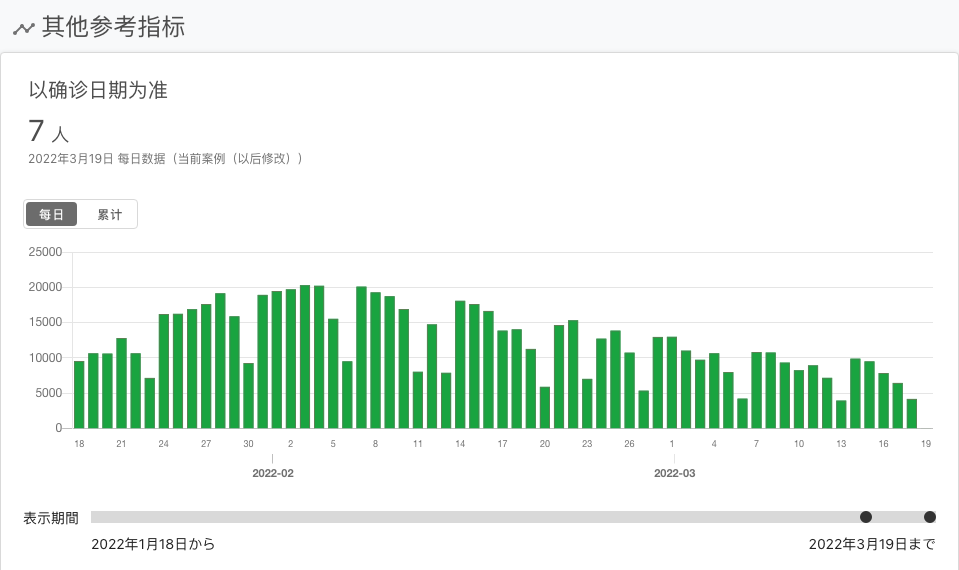 其他参考指标
以确诊日期为准
7 人
2022年3月19日 每日数据（当前案例（以后修改））
每日 累计
25000
20000
15000
10000
5000
0
18 21 24 27 30 2 5 8 11 14 17 20 23 26 1 4 7 10 13 16 19
2022-02 2022-03
表示期間
2022年1月18日から 2022年3月19日まで